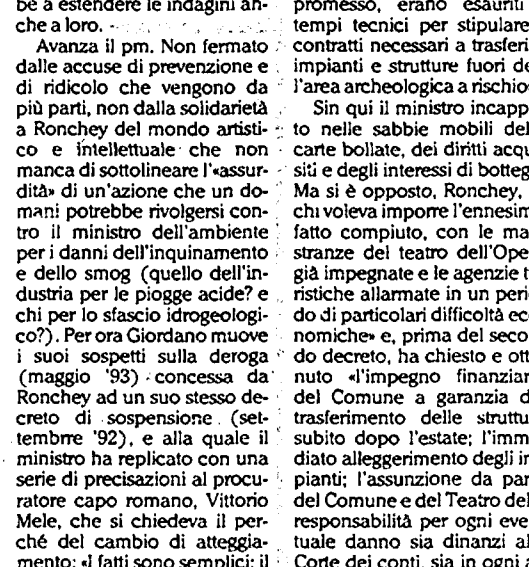 be a estendere le indagini an-
che a loro.
Avanza il pm. Non fermato
dalle accuse di prevenzione e
di ridicolo che vengono da
più parti, non dalla solidarietà
a Ronchey del mondo artisti-
co e intellettuale che non
manca di sottolineare l'«assur-
dità» di un'azione che un do-
mani potrebbe rivolgersi con-
tro il ministro dell'ambiente
per i danni dell'inquinamento
e dello smog (quello dell'in-
dustria per le piogge acide? e
chi per lo sfascio idrogeologi-
co?). Per ora Giordano muove
i suoi sospetti sulla deroga
(maggio '93) concessa da
Ronchey ad un suo stesso de-
creto di sospensione (set-
tembrre '92), e alla quale il
ministro ha replicato con una
serie di precisazioni al procu-
ratore capo romano, Vittorio
Mele, che si chiedeva il per-
ché del cambio di atteggia-
mento: «I fatti sono semplici: il
promesso, erano esauriti
tempi tecnici per stipulare
contratti necessari a trasferi
impianti e strutture fuori de
l'area archeologica a rischio
Sin qui il ministro incapp
to nelle sabbie mobili del
carte bollate, dei diritti acqu
siti e degli interessi di botteg
Ma si è opposto, Ronchey,
chi voleva imporre l'ennesim
fatto compiuto, con le ma
stranze del teatro dell'Ope
già impegnate e le agenzie t
ristiche allarmate in un peri
do di particolari difficoltà ec
nomiche» e, prima del seco
do decreto, ha chiesto e ott
nuto «l'impegno finanziar
del Comune a garanzia d
trasferimento delle struttu
subito dopo l'estate; l'imm
diato alleggerimento degli im
pianti; l'assunzione da par
del Comune e del Teatro del
responsabilità per ogni eve
tuale danno sia dinanzi al
Corte dei conti, sia in ogni a